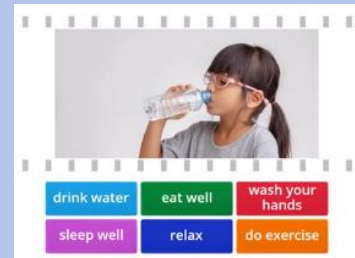 drink water
eat well
wash your
hands
sleep well
relax
do exercise